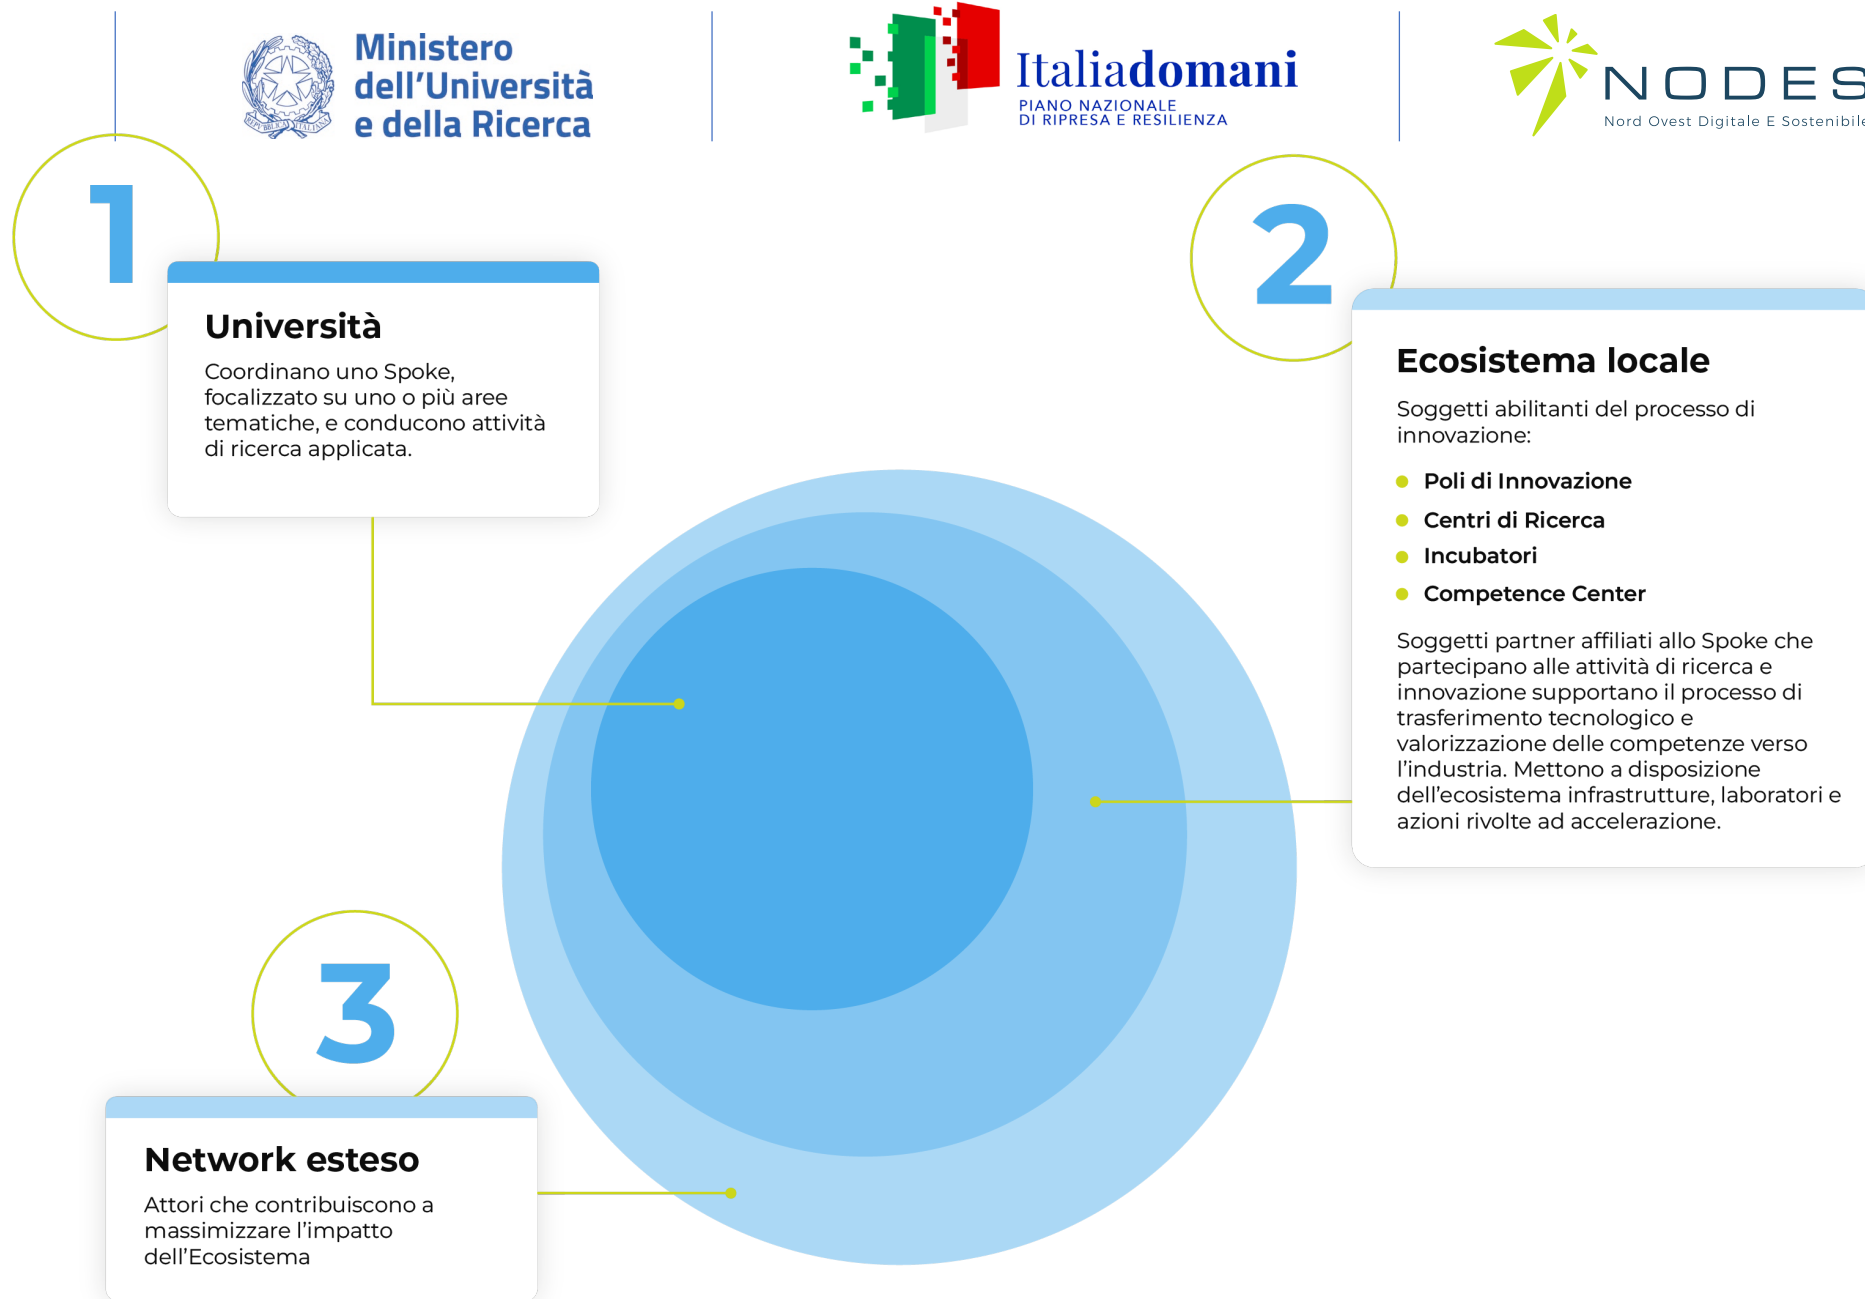 Ministero
dell'Università
e della Ricerca
Italiadomani
PIANO NAZIONALE
DI RIPRESA E RESILIENZA
NODES
Nord Ovest Digitale E Sostenibile
1
Università
Coordinano uno Spoke,
focalizzato su uno o più aree
tematiche, e conducono attività
di ricerca applicata.
2
Ecosistema locale
Soggetti abilitanti del processo di
innovazione:
Poli di Innovazione
Centri di Ricerca
Incubatori
Competence Center
Soggetti partner affiliati allo Spoke che
partecipano alle attività di ricerca e
innovazione supportano il processo di
trasferimento tecnologico e
valorizzazione delle competenze verso
l'industria. Mettono a disposizione
dell'ecosistema infrastrutture, laboratori e
azioni rivolte ad accelerazione.
3
Network esteso
Attori che contribuiscono a
massimizzare l'impatto
dell'Ecosistema